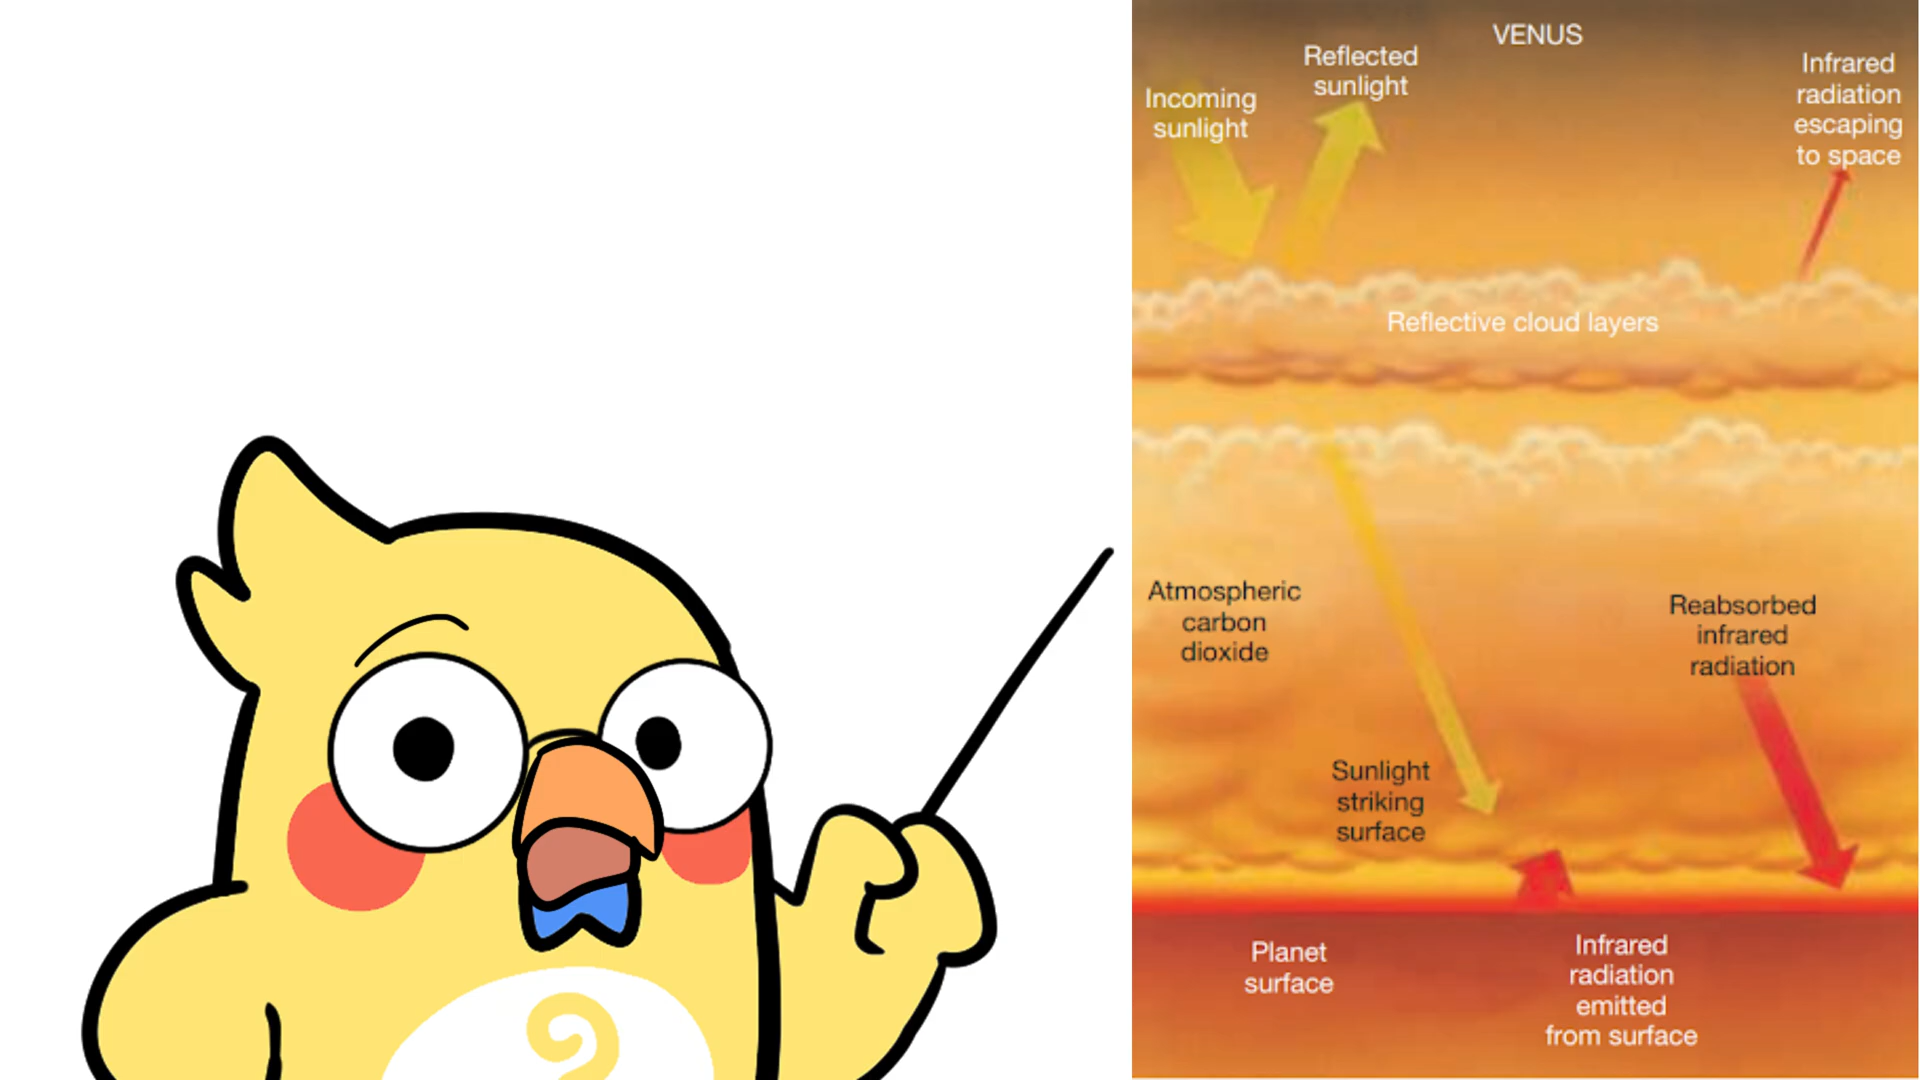 VENUS
Reflected
sunlight
Incoming
sunlight
Infrared
radiation
escaping
to space
Reflective cloud layers
Atmospheric
carbon
dioxide
Reabsorbed
infrared
radiation
Sunlight
striking
surface
Planet
surface
Infrared
radiation
emitted
from surface